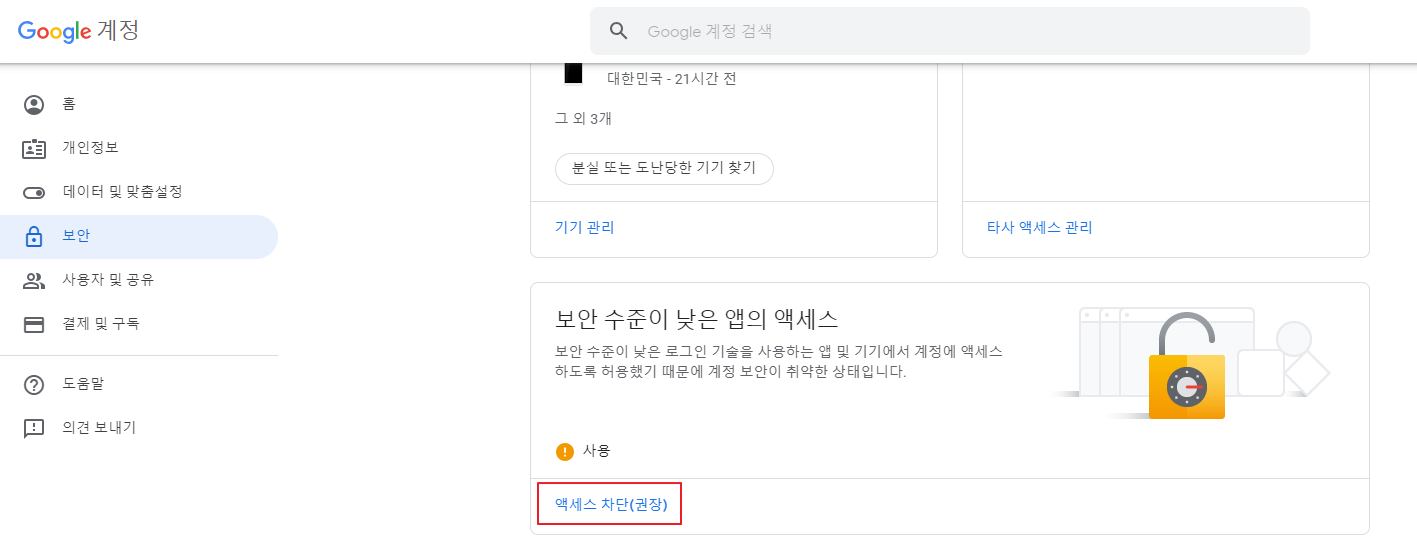 Google 계정
Google 계정 검색
홈
개인정보
데이터 및 맞춤설정
보안
사용자 및 공유
결제 및 구독
도움말
의견 보내기
대한민국 - 21시간 전
그 외 3개
분실 또는 도난당한 기기 찾기
기기 관리
타사 액세스 관리
보안 수준이 낮은 앱의 액세스
보안 수준이 낮은 로그인 기술을 사용하는 앱 및 기기에서 계정에 액세스
하도록 허용했기 때문에 계정 보안이 취약한 상태입니다.
사용
액세스 차단(권장)